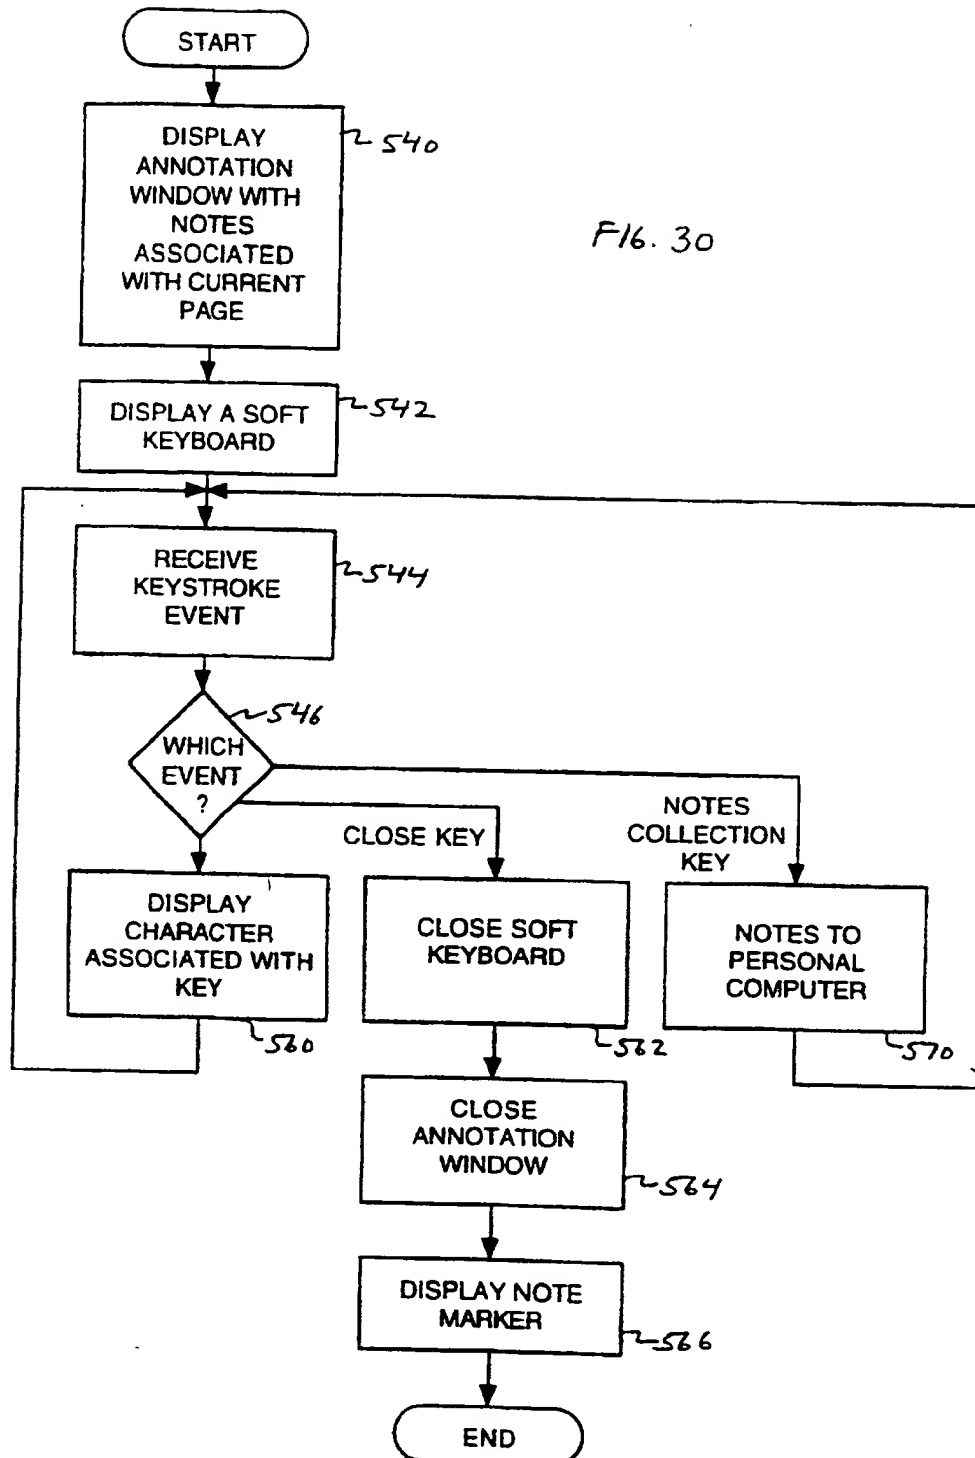 START
DISPLAY
ANNOTATION
WINDOW WITH
NOTES
ASSOCIATED
WITH CURRENT
PAGE
540
FIG. 30
DISPLAY A SOFT
KEYBOARD
542
RECEIVE
KEYSTROKE
EVENT
544
WHICH
EVENT
?
546
CLOSE KEY
NOTES
COLLECTION
KEY
DISPLAY
CHARACTER
ASSOCIATED WITH
KEY
560
CLOSE SOFT
KEYBOARD
562
NOTES TO
PERSONAL
COMPUTER
570
CLOSE
ANNOTATION
WINDOW
564
DISPLAY NOTE
MARKER
566
END